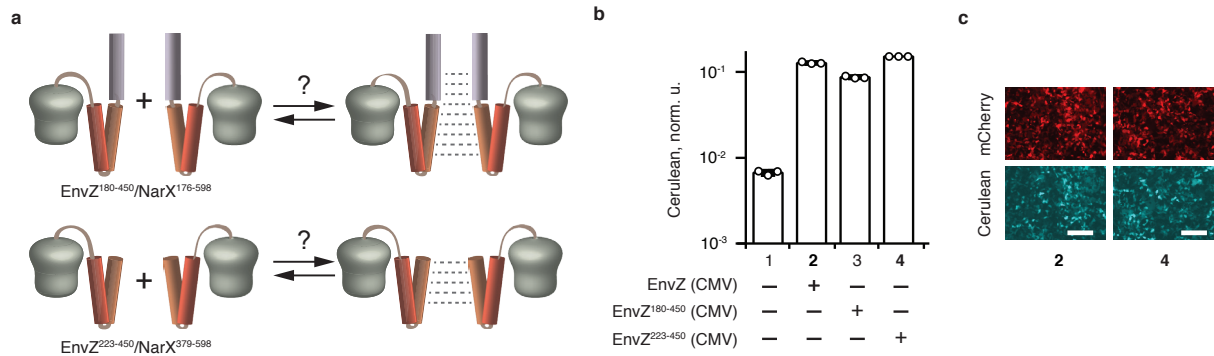 a
?
+
EnvZ180-450/NarX176-598
?
+
EnvZ223-450/NarX379-598
b
Cerulean, norm. u.
10-1
10-2
10-3
1 2 3 4
EnvZ (CMV) – + – –
EnvZ180-450 (CMV) – – + –
EnvZ223-450 (CMV) – – – +
c
mCherry
Cerulean
2 4